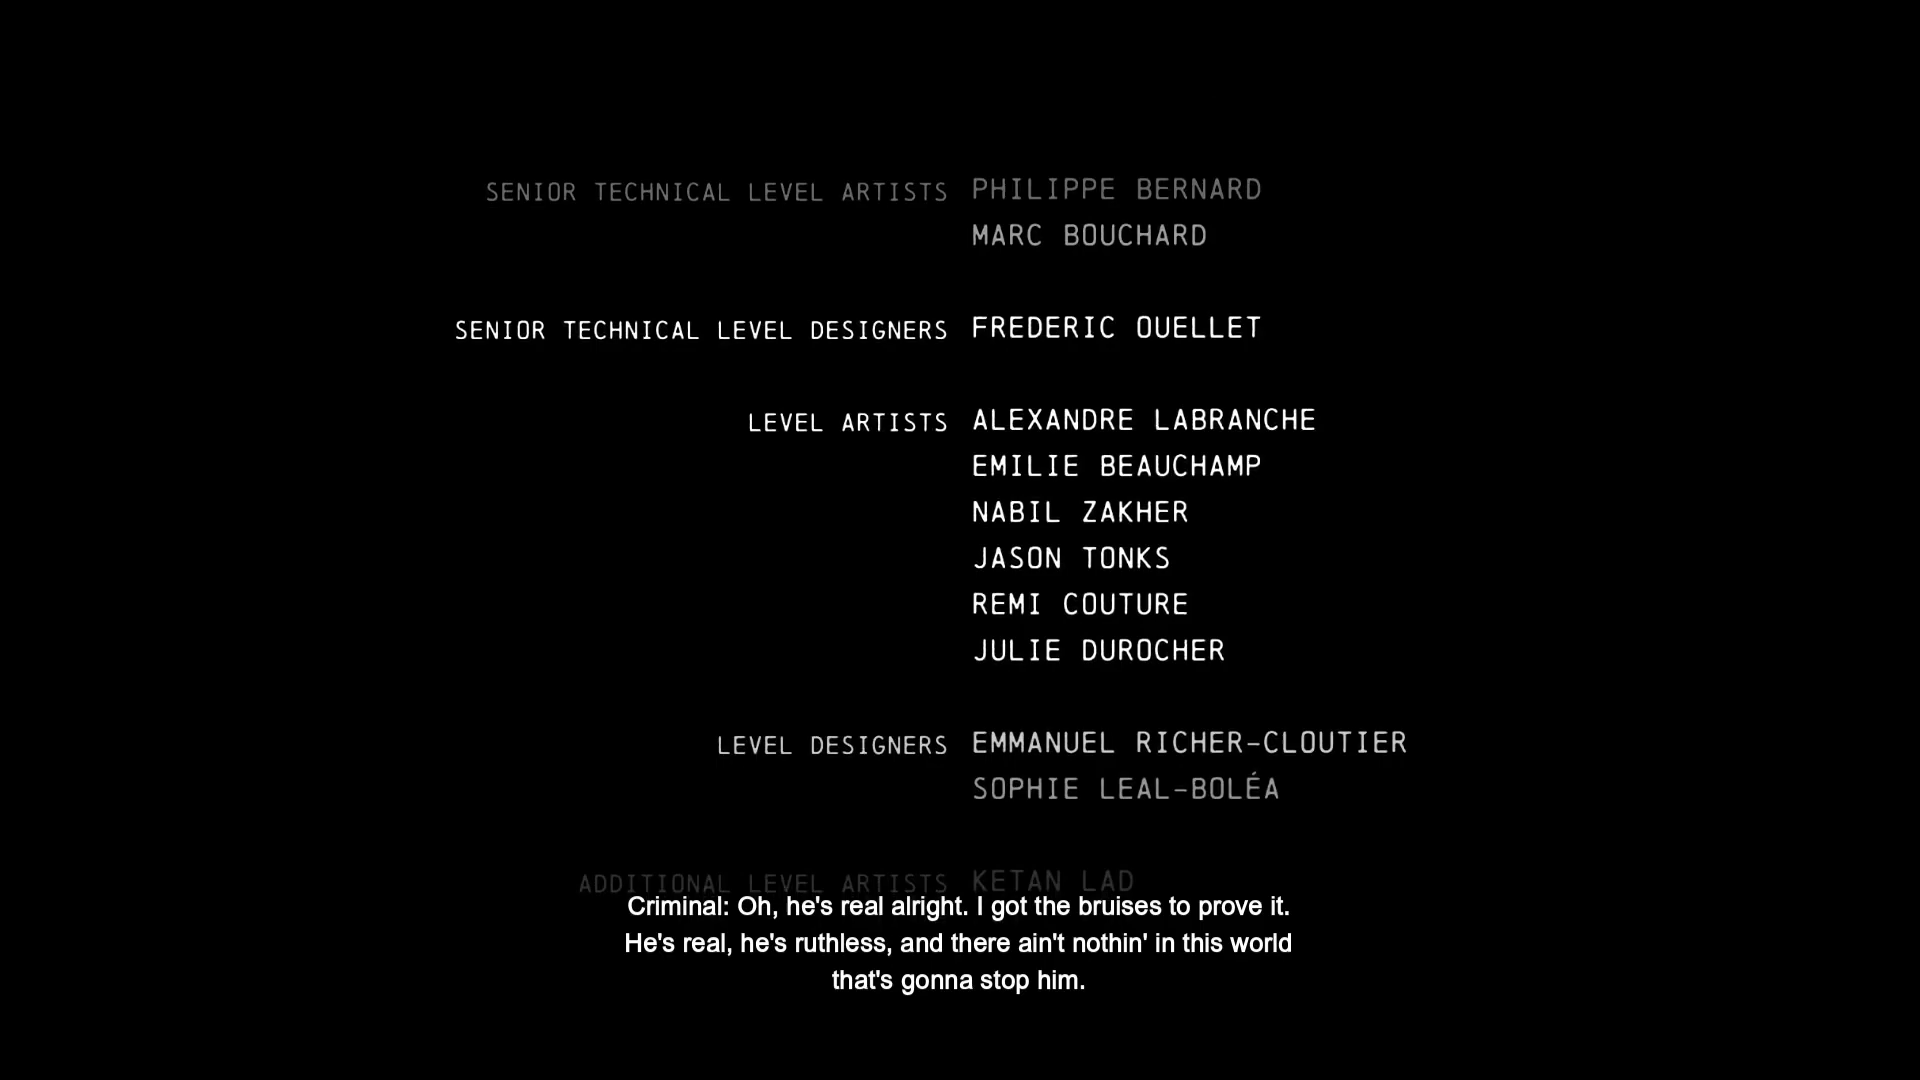 SENIOR TECHNICAL LEVEL ARTISTS PHILIPPE BERNARD
MARC BOUCHARD
SENIOR TECHNICAL LEVEL DESIGNERS FREDERIC OUELLET
LEVEL ARTISTS ALEXANDRE LABRANCHE
EMILIE BEAUCHAMP
NABIL ZAKHER
JASON TONKS
REMI COUTURE
JULIE DUROCHER
LEVEL DESIGNERS EMMANUEL RICHER-CLOUTIER
SOPHIE LEAL-BOLÉA
ADDITIONAL LEVEL ARTISTS KETAN LAD
Criminal: Oh, he's real alright. I got the bruises to prove it.
He's real, he's ruthless, and there ain't nothin' in this world
that's gonna stop him.